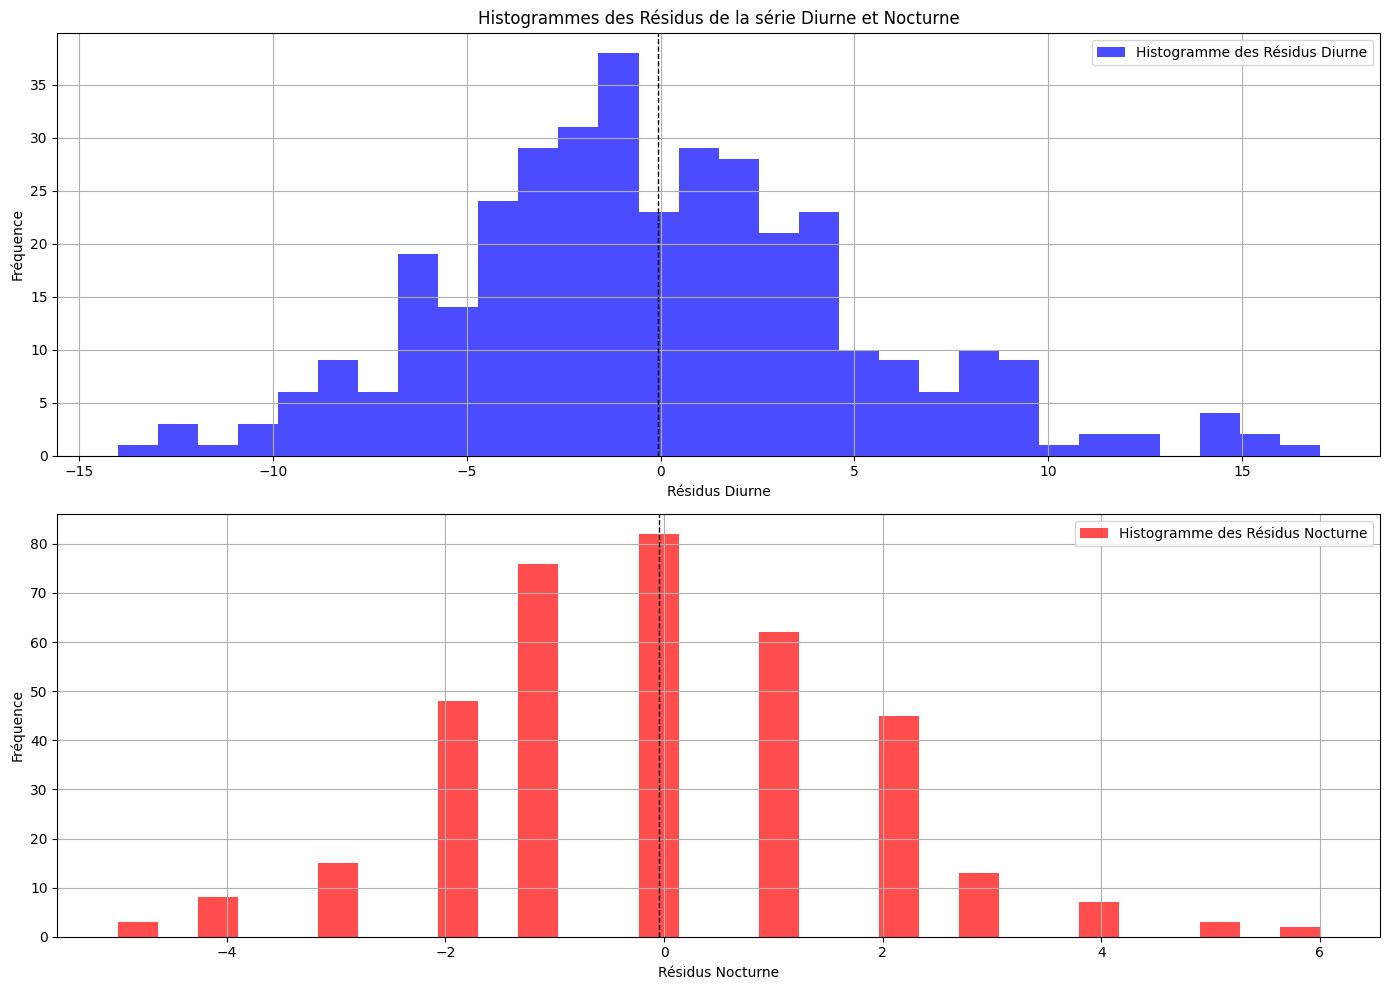 Histogrammes des Résidus de la série Diurne et Nocturne
Histogramme des Résidus Diurne
Fréquence
35
30
25
20
15
10
5
0
−15 −10 −5 0 5 10 15
Résidus Diurne
Histogramme des Résidus Nocturne
Fréquence
80
70
60
50
40
30
20
10
0
−4 −2 0 2 4 6
Résidus Nocturne